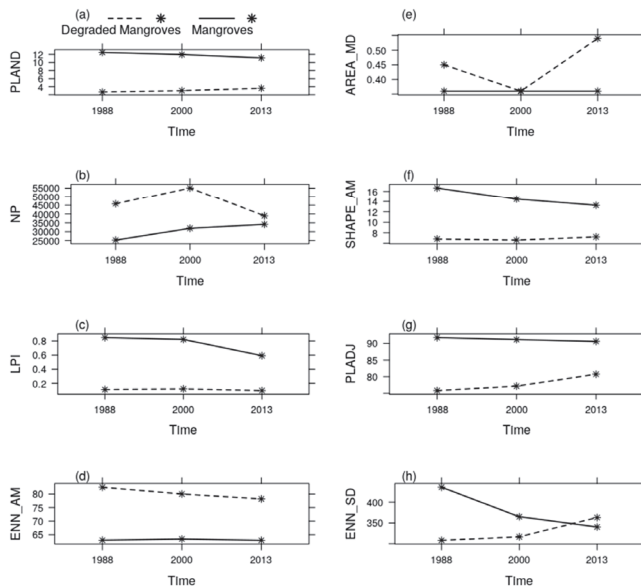 (a)
Degraded Mangroves Mangroves
PLAND
12
10
8
6
4
1988 2000 2013
Time
(b)
NP
55000
50000
45000
40000
35000
30000
25000
1988 2000 2013
Time
(c)
LPI
0.8
0.6
0.4
0.2
1988 2000 2013
Time
(d)
ENN_AM
80
75
70
65
1988 2000 2013
Time
(e)
AREA_MD
0.50
0.45
0.40
1988 2000 2013
Time
(f)
SHAPE_AM
16
14
12
10
8
1988 2000 2013
Time
(g)
PLADJ
90
85
80
1988 2000 2013
Time
(h)
ENN_SD
400
350
1988 2000 2013
Time